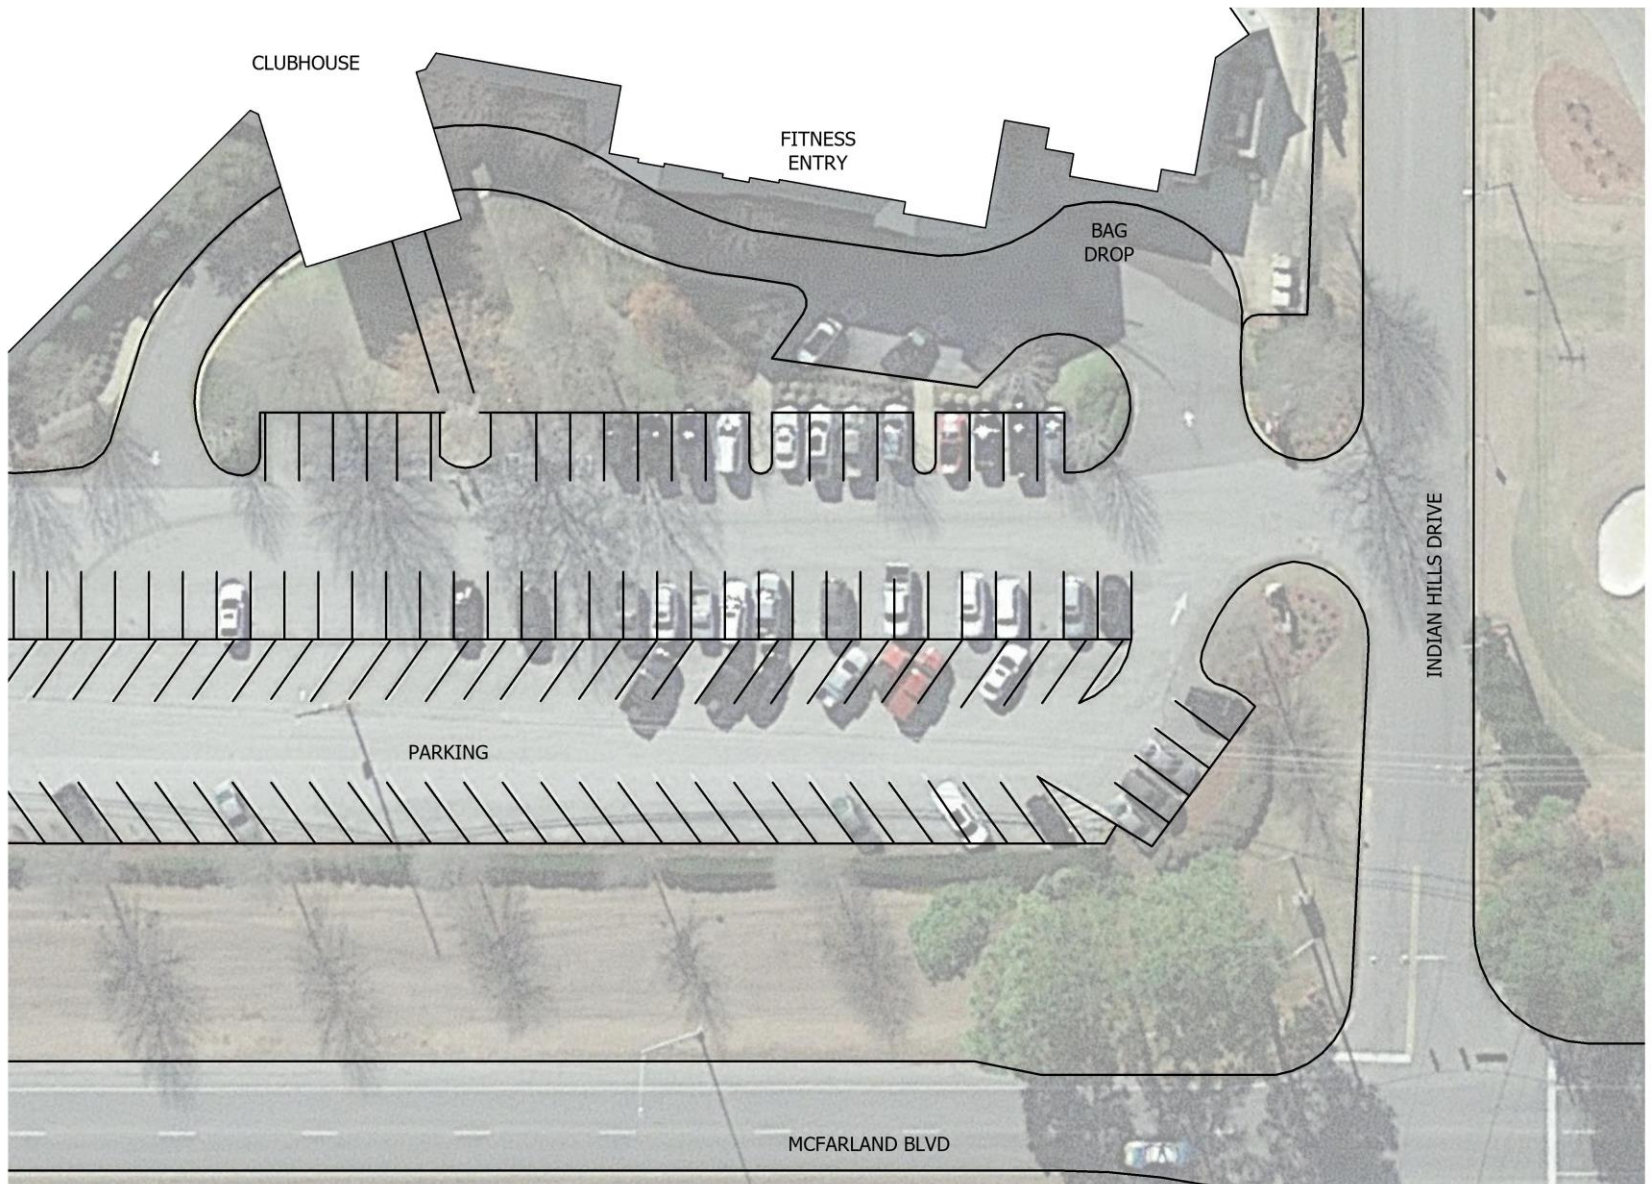 CLUBHOUSE
FITNESS
ENTRY
BAG
DROP
INDIAN HILLS DRIVE
PARKING
MCFARLAND BLVD